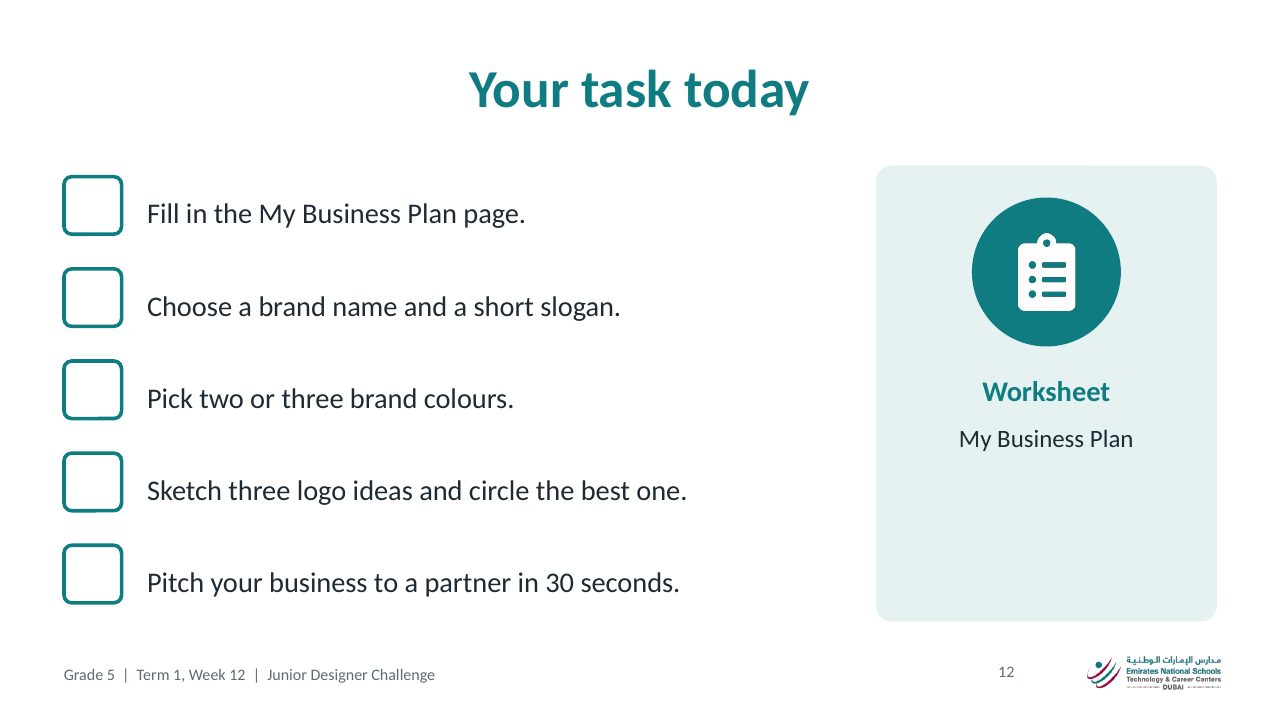 Your task today
Fill in the My Business Plan page.
Choose a brand name and a short slogan.
Pick two or three brand colours.
Sketch three logo ideas and circle the best one.
Pitch your business to a partner in 30 seconds.
Worksheet
My Business Plan
Grade 5 | Term 1, Week 12 | Junior Designer Challenge
12
مدارس الإمارات الوطنية
Emirates National Schools
Technology & Career Centers
DUBAI